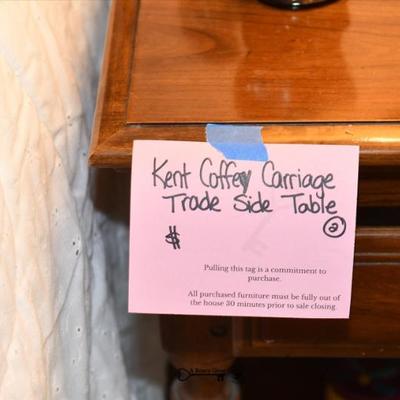 Kent Coffey Carriage
Trade Side Table
2
$
Pulling this tag is a commitment to
purchase.
All purchased furniture must be fully out of
the house 30 minutes prior to sale closing.